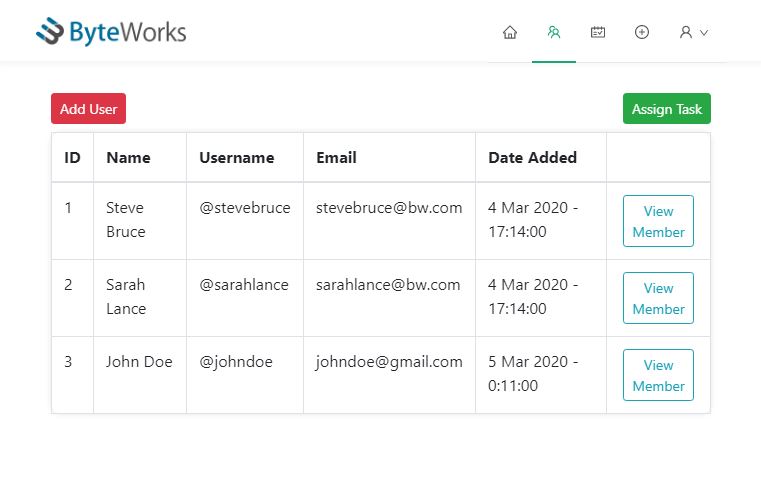 ByteWorks
Add User
Assign Task
ID Name Username Email Date Added
1 Steve Bruce @stevebruce stevebruce@bw.com 4 Mar 2020 - 17:14:00 View Member
2 Sarah Lance @sarahlance sarahlance@bw.com 4 Mar 2020 - 17:14:00 View Member
3 John Doe @johndoe johndoe@gmail.com 5 Mar 2020 - 0:11:00 View Member